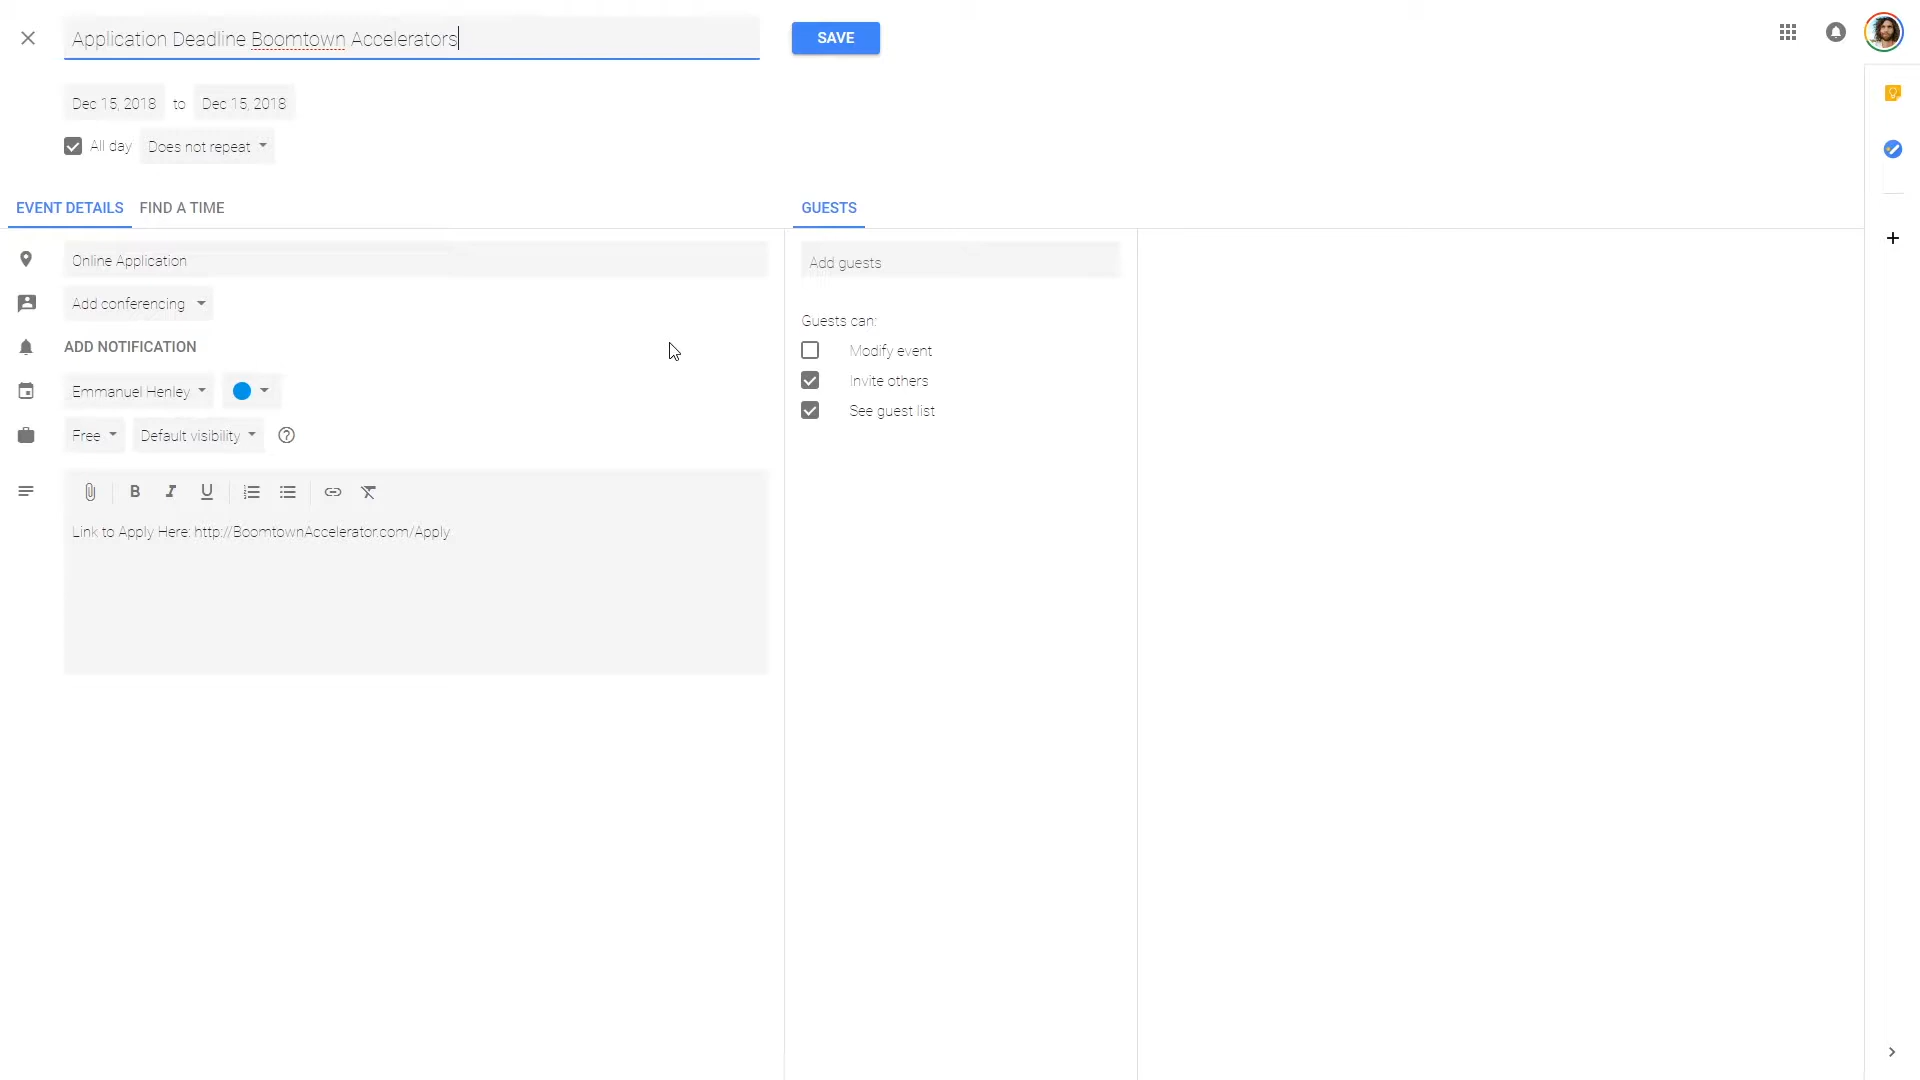 Application Deadline Boomtown Accelerators
SAVE
Dec 15, 2018 to Dec 15, 2018
All day Does not repeat
EVENT DETAILS FIND A TIME
GUESTS
Online Application
Add guests
Add conferencing
Guests can:
ADD NOTIFICATION
Modify event
Invite others
Emmanuel Henley
See guest list
Free Default visibility
B I U
Link to Apply Here: http://BoomtownAccelerator.com/Apply